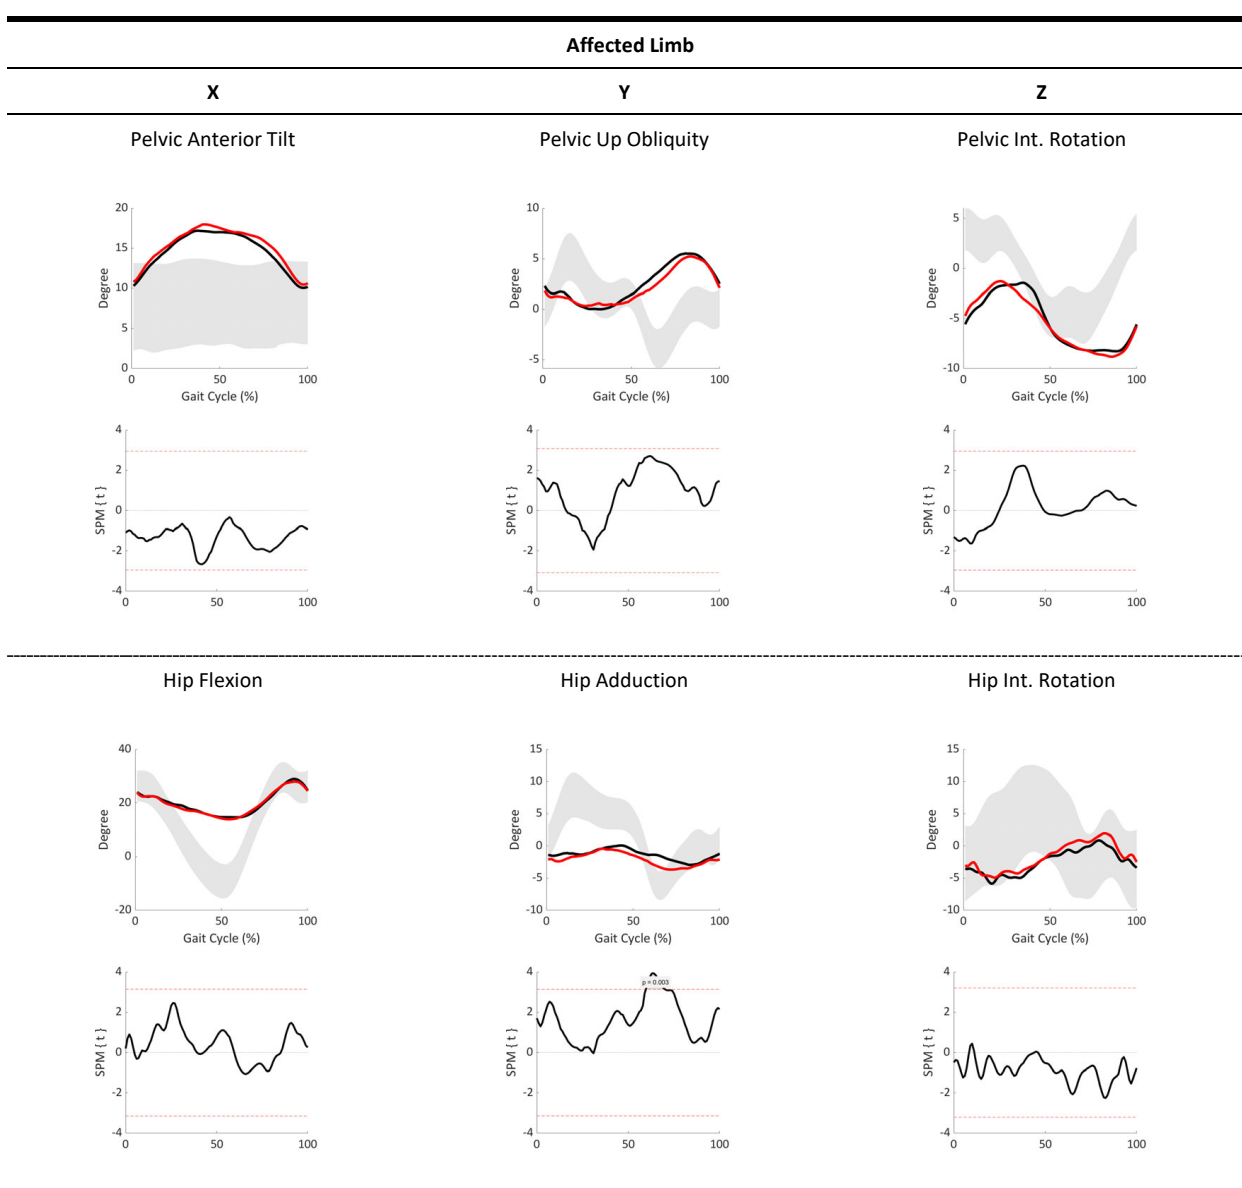 Affected Limb
X Y Z
Pelvic Anterior Tilt Pelvic Up Obliquity Pelvic Int. Rotation
20
15
10
5
0
Degree
0 50 100
Gait Cycle (%)
10
5
0
-5
Degree
0 50 100
Gait Cycle (%)
5
0
-5
-10
Degree
0 50 100
Gait Cycle (%)
4
2
0
-2
-4
SPM { t }
0 50 100
4
2
0
-2
-4
SPM { t }
0 50 100
4
2
0
-2
-4
SPM { t }
0 50 100
Hip Flexion Hip Adduction Hip Int. Rotation
40
20
0
-20
Degree
0 50 100
Gait Cycle (%)
15
10
5
0
-5
-10
Degree
0 50 100
Gait Cycle (%)
15
10
5
0
-5
-10
Degree
0 50 100
Gait Cycle (%)
4
2
0
-2
-4
SPM { t }
0 50 100
4
2
0
-2
-4
SPM { t }
p = 0.003
0 50 100
4
2
0
-2
-4
SPM { t }
0 50 100